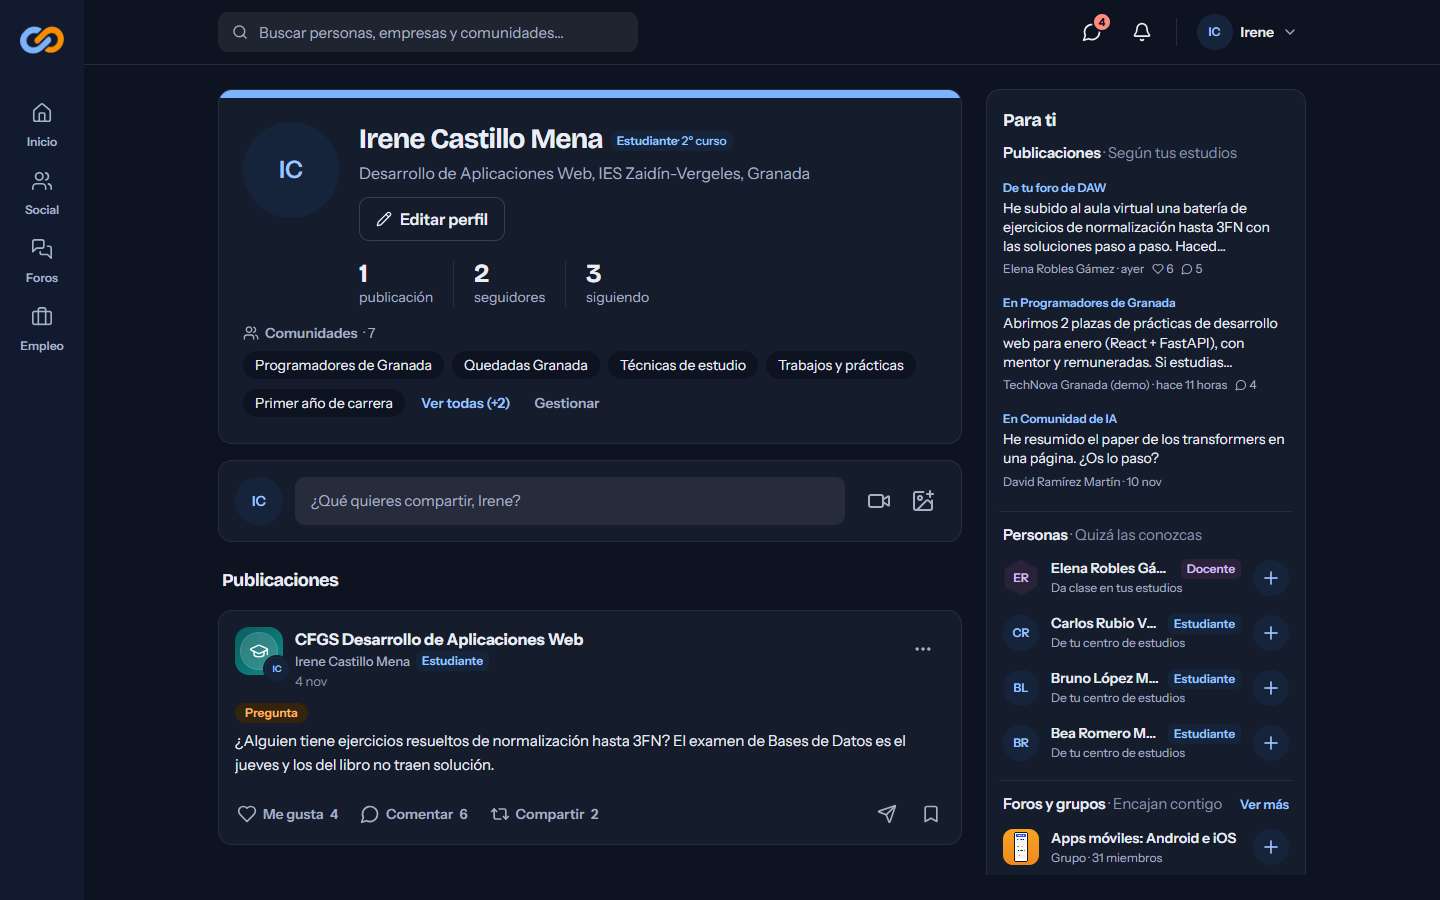 Buscar personas, empresas y comunidades...
4
IC
Irene
Inicio
Social
Foros
Empleo
IC
Irene Castillo Mena
Estudiante · 2º curso
Desarrollo de Aplicaciones Web, IES Zaidín-Vergeles, Granada
Editar perfil
1
publicación
2
seguidores
3
siguiendo
Comunidades · 7
Programadores de Granada
Quedadas Granada
Técnicas de estudio
Trabajos y prácticas
Primer año de carrera
Ver todas (+2)
Gestionar
IC
¿Qué quieres compartir, Irene?
Publicaciones
CFGS Desarrollo de Aplicaciones Web
IC
Irene Castillo Mena
Estudiante
4 nov
Pregunta
¿Alguien tiene ejercicios resueltos de normalización hasta 3FN? El examen de Bases de Datos es el
jueves y los del libro no traen solución.
Me gusta 4
Comentar 6
Compartir 2
Para ti
Publicaciones · Según tus estudios
De tu foro de DAW
He subido al aula virtual una batería de
ejercicios de normalización hasta 3FN con
las soluciones paso a paso. Haced...
Elena Robles Gámez · ayer 6 5
En Programadores de Granada
Abrimos 2 plazas de prácticas de desarrollo
web para enero (React + FastAPI), con
mentor y remuneradas. Si estudias...
TechNova Granada (demo) · hace 11 horas 4
En Comunidad de IA
He resumido el paper de los transformers en
una página. ¿Os lo paso?
David Ramírez Martín · 10 nov
Personas · Quizá las conozcas
ER
Elena Robles Gá...
Docente
Da clase en tus estudios
CR
Carlos Rubio V...
Estudiante
De tu centro de estudios
BL
Bruno López M...
Estudiante
De tu centro de estudios
BR
Bea Romero M...
Estudiante
De tu centro de estudios
Foros y grupos · Encajan contigo
Ver más
Apps móviles: Android e iOS
Grupo · 31 miembros